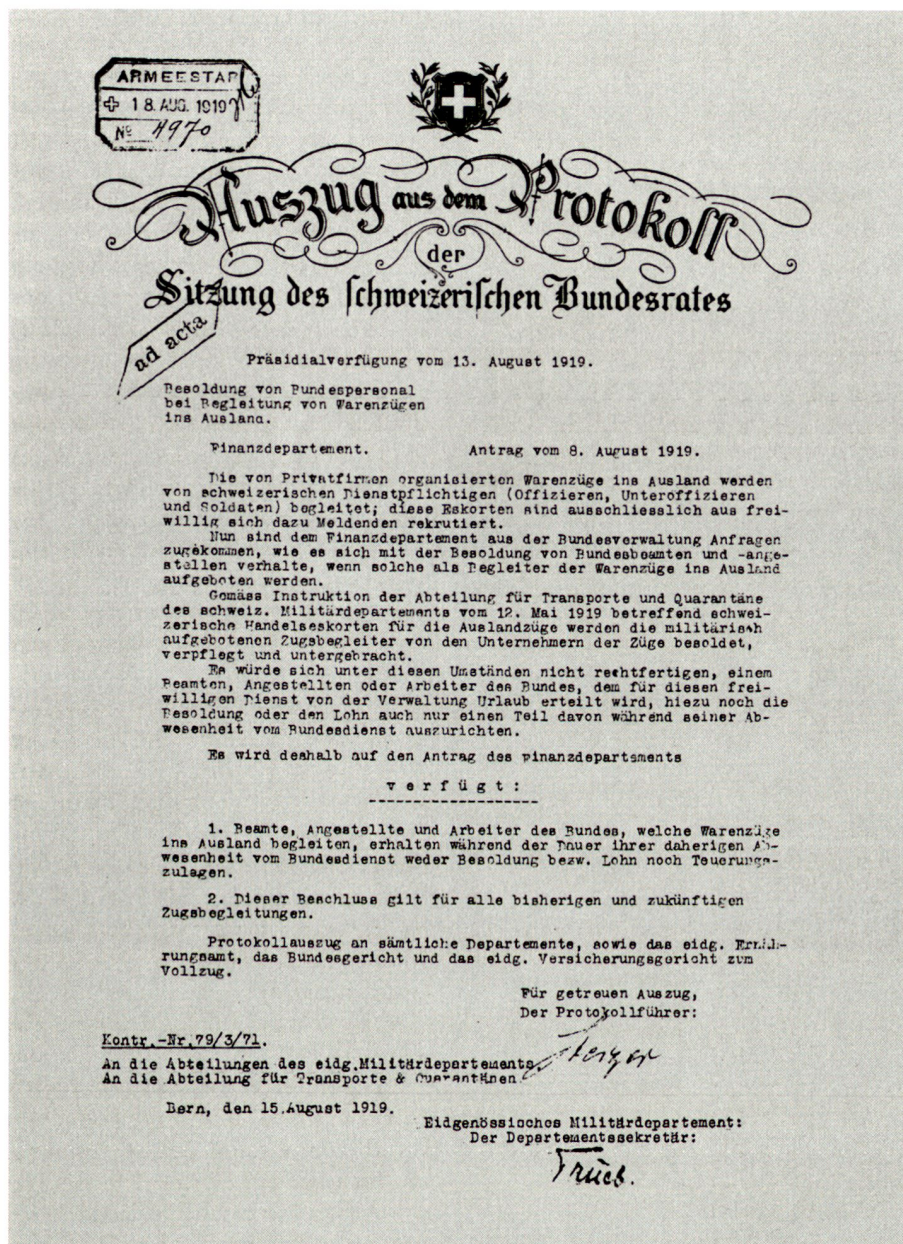 ARMEESTAB
18. AUG. 1919
No 4970
Auszug aus dem Protokoll
der
Sitzung des schweizerischen Bundesrates
ad acta
Präsidialverfügung vom 13. August 1919.
Besoldung von Bundespersonal
bei Begleitung von Warenzügen
ins Ausland.
Finanzdepartement. Antrag vom 8. August 1919.
Die von Privatfirmen organisierten Warenzüge ins Ausland werden
von schweizerischen Dienstpflichtigen (Offizieren, Unteroffizieren
und Soldaten) begleitet; diese Eskorten sind ausschliesslich aus frei-
willig sich dazu Meldenden rekrutiert.
Nun sind dem Finanzdepartement aus der Bundesverwaltung Anfragen
zugekommen, wie es sich mit der Besoldung von Bundesbeamten und -ange-
stellen verhalte, wenn solche als Begleiter der Warenzüge ins Ausland
aufgeboten werden.
Gemäss Instruktion der Abteilung für Transporte und Quarantäne
des schweiz. Militärdepartements vom 12. Mai 1919 betreffend schwei-
zerische Handelseskorten für die Auslandzüge werden die militärisch
aufgebotenen Zugsbegleiter von den Unternehmern der Züge besoldet,
verpflegt und untergebracht.
Es würde sich unter diesen Umständen nicht rechtfertigen, einem
Beamten, Angestellten oder Arbeiter des Bundes, dem für diesen frei-
willigen Dienst von der Verwaltung Urlaub erteilt wird, hiezu noch die
Besoldung oder den Lohn auch nur einen Teil davon während seiner Ab-
wesenheit vom Bundesdienst auszurichten.
Es wird deshalb auf den Antrag des Finanzdepartements
verfügt:
1. Beamte, Angestellte und Arbeiter des Bundes, welche Warenzüge
ins Ausland begleiten, erhalten während der Dauer ihrer daherigen Ab-
wesenheit vom Bundesdienst weder Besoldung bezw. Lohn noch Teuerungs-
zulagen.
2. Dieser Beschluss gilt für alle bisherigen und zukünftigen
Zugsbegleitungen.
Protokollauszug an sämtliche Departemente, sowie das eidg. Ernäh-
rungsamt, das Bundesgericht und das eidg. Versicherungsgericht zum
Vollzug.
Für getreuen Auszug,
Der Protokollführer:
Steiger
Kontr.-Nr.79/3/71.
An die Abteilungen des eidg.Militärdepartements
An die Abteilung für Transporte & Quarantänen
Bern, den 15.August 1919.
Eidgenössisches Militärdepartement:
Der Departementssekretär:
Trüeb.